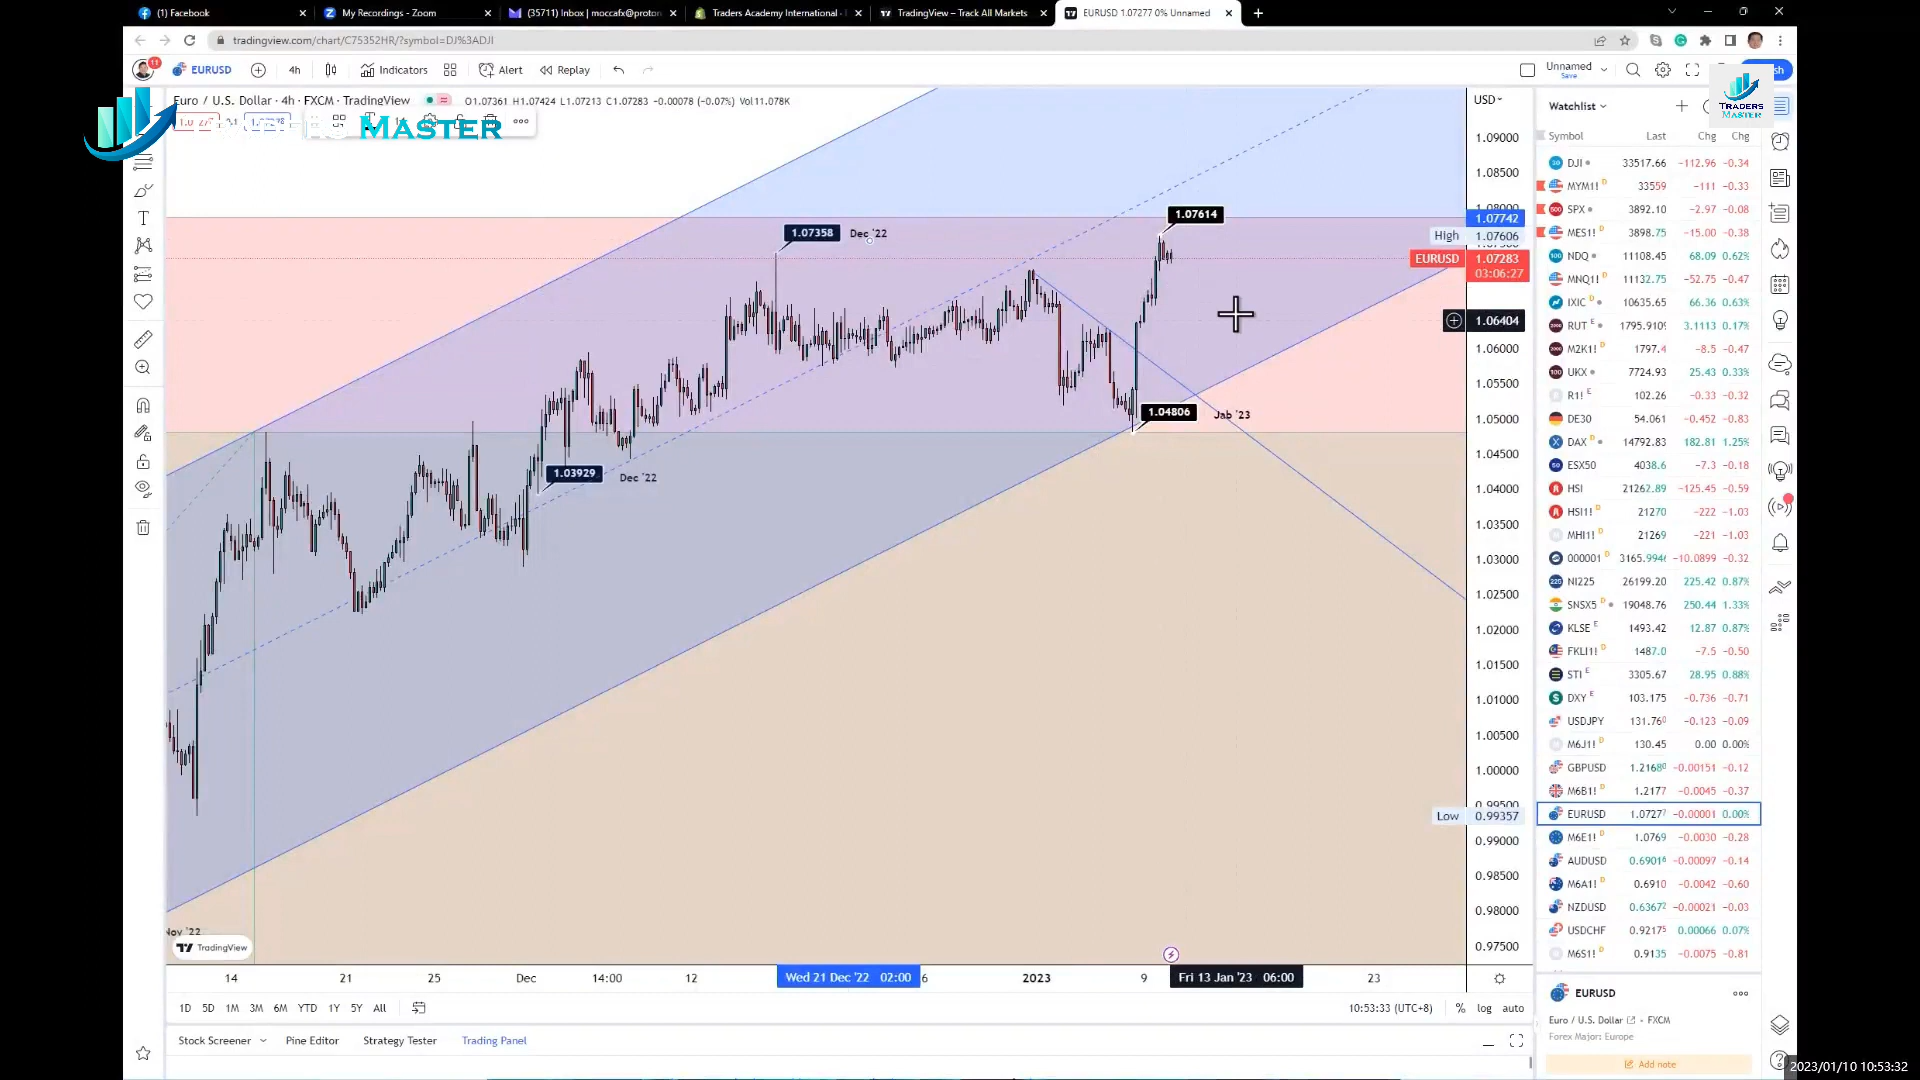 (1) Facebook
My Recordings - Zoom
(35711) Inbox | moccafx@proton
Traders Academy International -
TradingView – Track All Markets
EURUSD 1.07277 0% Unnamed
tradingview.com/chart/C75352HR/?symbol=DJ%3ADJI
11
EURUSD
4h
Indicators
Alert
Replay
Unnamed
Save
Euro / U.S. Dollar · 4h · FXCM · TradingView
O1.07361 H1.07424 L1.07213 C1.07283 −0.00078 (−0.07%) Vol11.078K
MASTER
TRADERS
MASTER
USD
1.09000
1.08500
1.07742
High 1.07606
EURUSD 1.07283
03:06:27
1.06404
1.06000
1.05500
1.05000
1.04500
1.04000
1.03500
1.03000
1.02500
1.02000
1.01500
1.01000
1.00500
1.00000
Low 0.99357
0.99000
0.98500
0.98000
0.97500
1.07614
1.07358 Dec '22
1.04806 Jab '23
1.03929 Dec '22
Nov '22
TradingView
14 21 25 Dec 14:00 12 Wed 21 Dec '22 02:00 6 2023 9 Fri 13 Jan '23 06:00 23
1D 5D 1M 3M 6M YTD 1Y 5Y All
10:53:33 (UTC+8) % log auto
Stock Screener Pine Editor Strategy Tester Trading Panel
Watchlist
Symbol Last Chg Chg
DJI 33517.66 −112.96 −0.34
MYM1! D 33559 −111 −0.33
SPX 3892.10 −2.97 −0.08
MES1! D 3898.75 −15.00 −0.38
NDQ 11108.45 68.09 0.62%
MNQ1! D 11132.75 −52.75 −0.47
IXIC D 10635.65 66.36 0.63%
RUT E 1795.9109 3.1113 0.17%
M2K1! D 1797.4 −8.5 −0.47
UKX 7724.93 25.43 0.33%
R1! E 102.26 −0.33 −0.32
DE30 54.061 −0.452 −0.83
DAX D 14792.83 182.81 1.25%
ESX50 4038.6 −7.3 −0.18
HSI 21262.89 −125.45 −0.59
HSI1! D 21270 −222 −1.03
MHI1! D 21269 −221 −1.03
000001 D 3165.9946 −10.0899 −0.32
NI225 26199.20 225.42 0.87%
SNSX5 D 19048.76 250.44 1.33%
KLSE E 1493.42 12.87 0.87%
FKLI1! D 1487.0 −7.5 −0.50
STI E 3305.67 28.95 0.88%
DXY E 103.175 −0.736 −0.71
USDJPY 131.760 −0.123 −0.09
M6J1! D 130.45 0.00 0.00%
GBPUSD 1.21680 −0.00151 −0.12
M6B1! D 1.2177 −0.0045 −0.37
EURUSD 1.07277 −0.00001 0.00%
M6E1! D 1.0769 −0.0030 −0.28
AUDUSD 0.69016 −0.00097 −0.14
M6A1! D 0.6910 −0.0042 −0.60
NZDUSD 0.63672 −0.00021 −0.03
USDCHF 0.92175 0.00066 0.07%
M6S1! D 0.9135 −0.0075 −0.81
EURUSD
Euro / U.S. Dollar • FXCM
Forex Major: Europe
Add note
2023/01/10 10:53:32